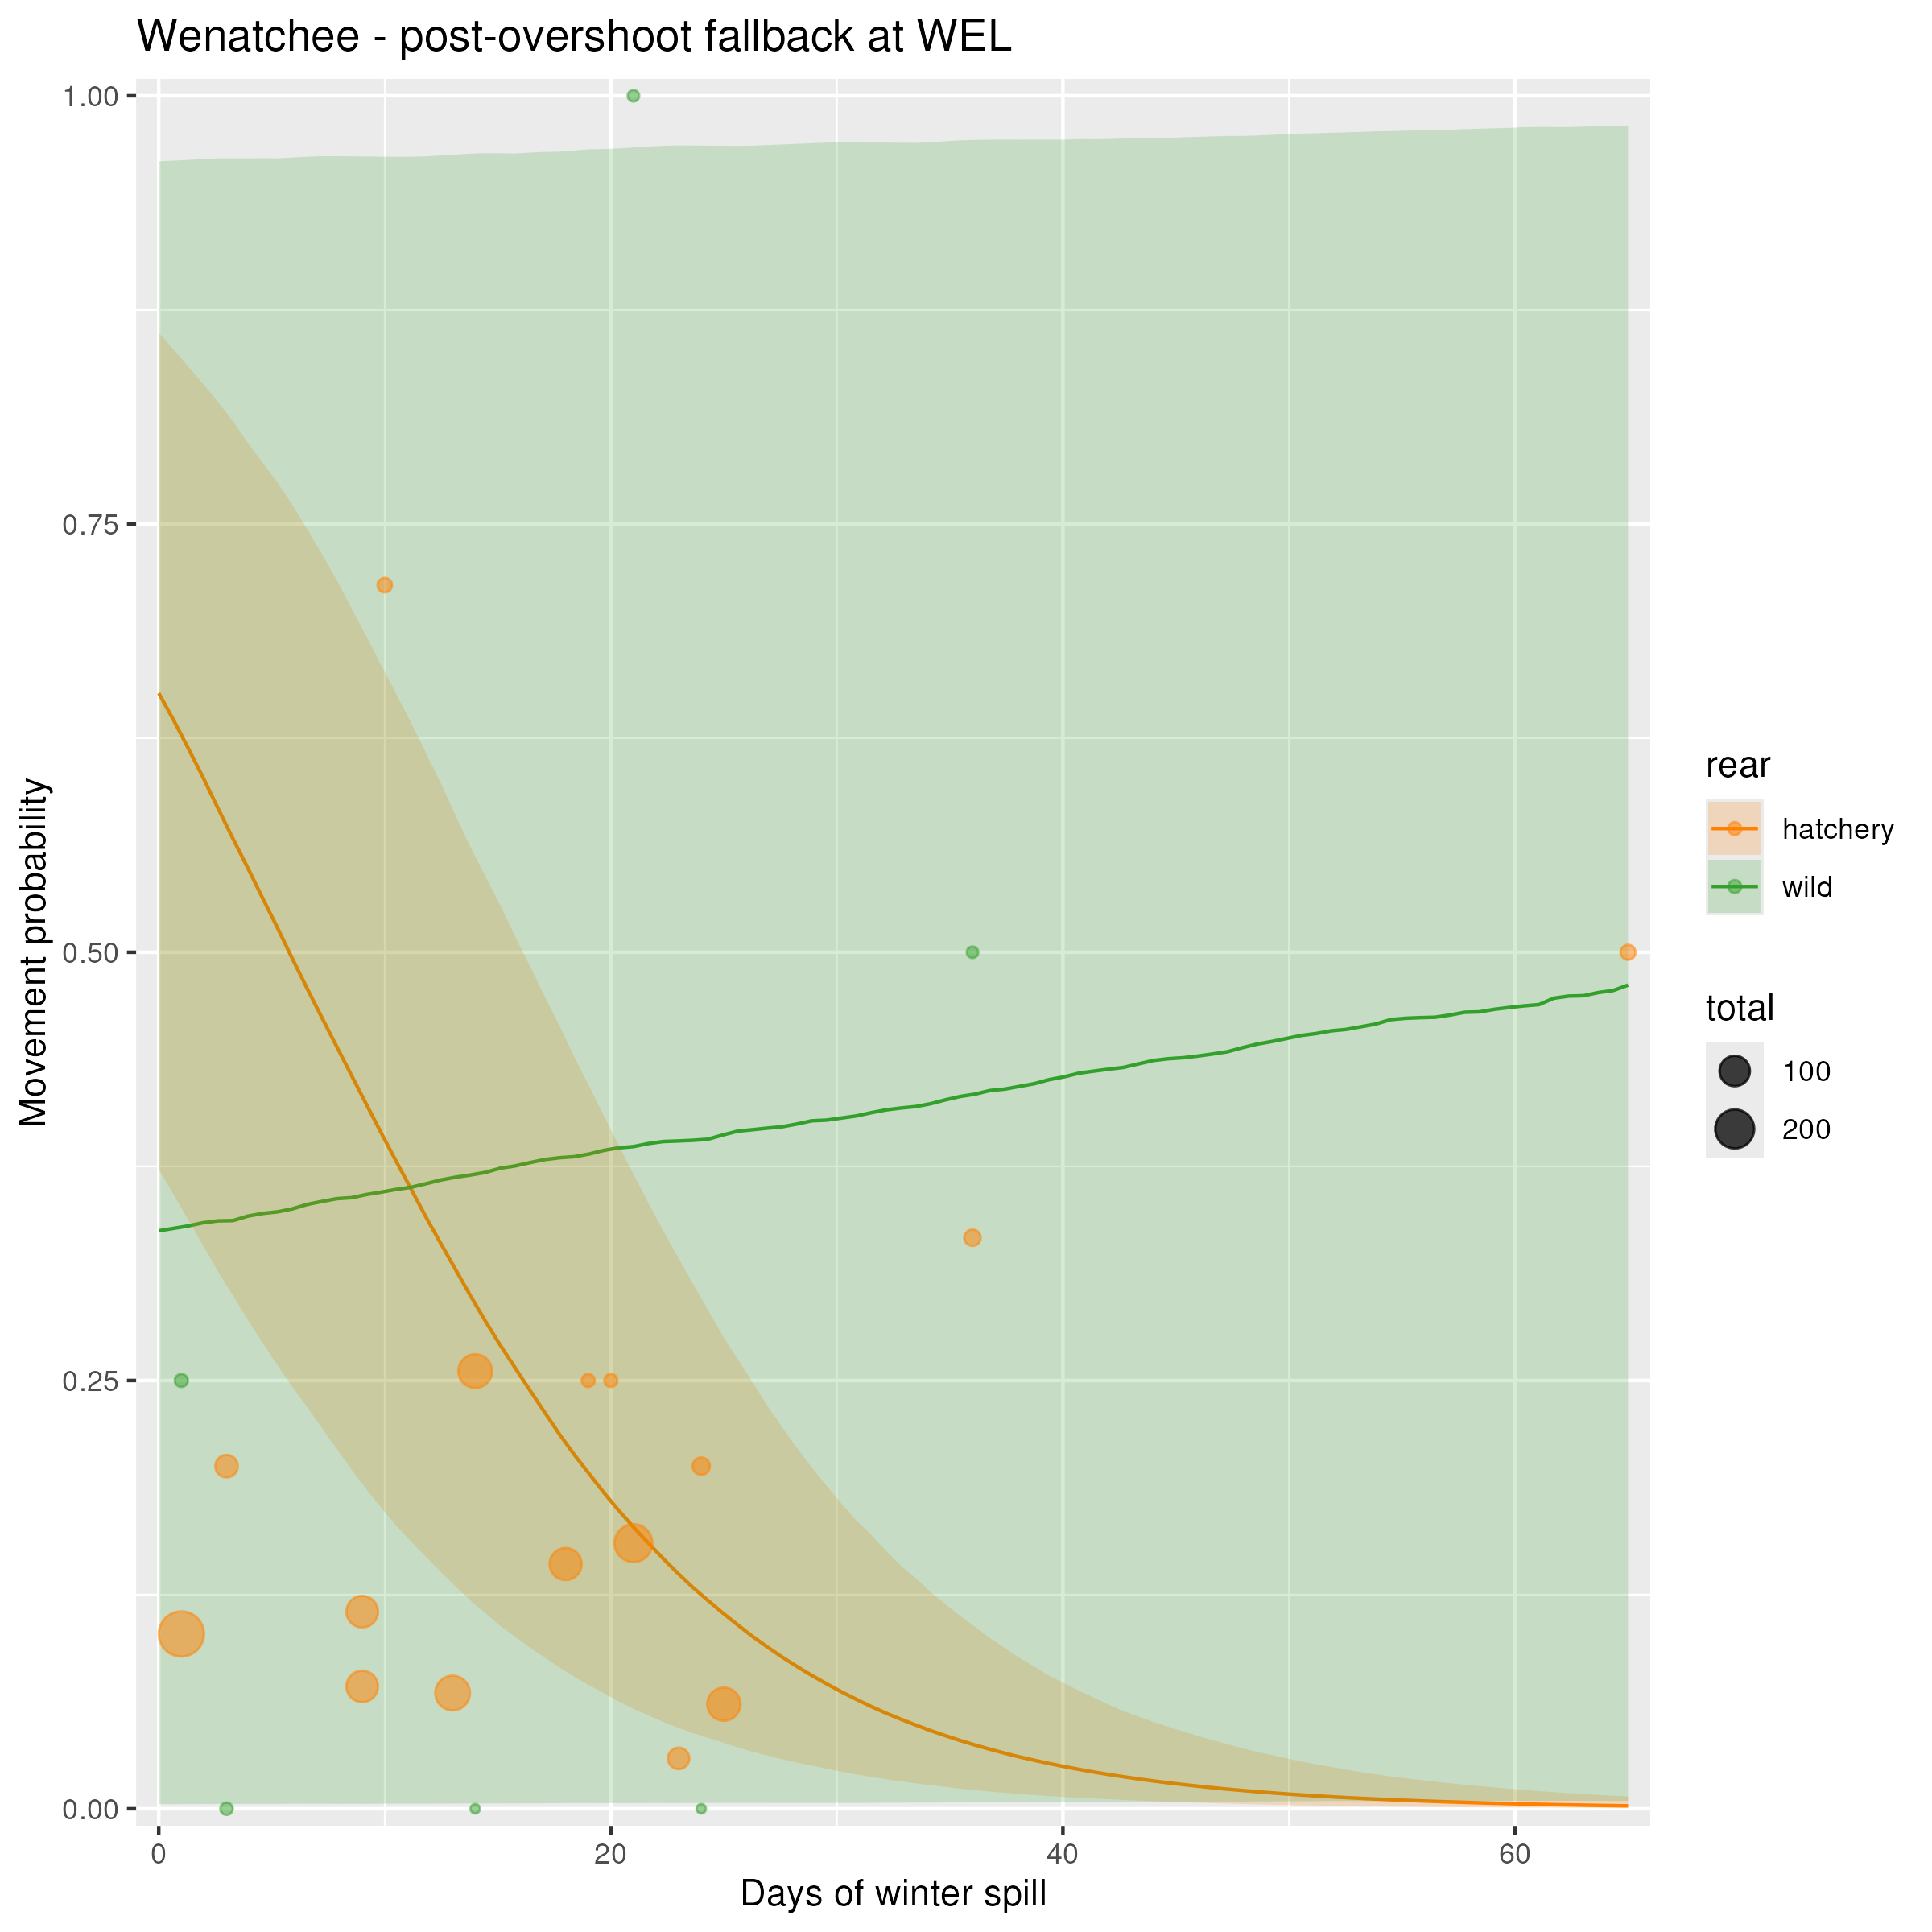 Wenatchee - post-overshoot fallback at WEL
Movement probability
1.00
0.75
0.50
0.25
0.00
0
20
40
60
Days of winter spill
rear
hatchery
wild
total
100
200